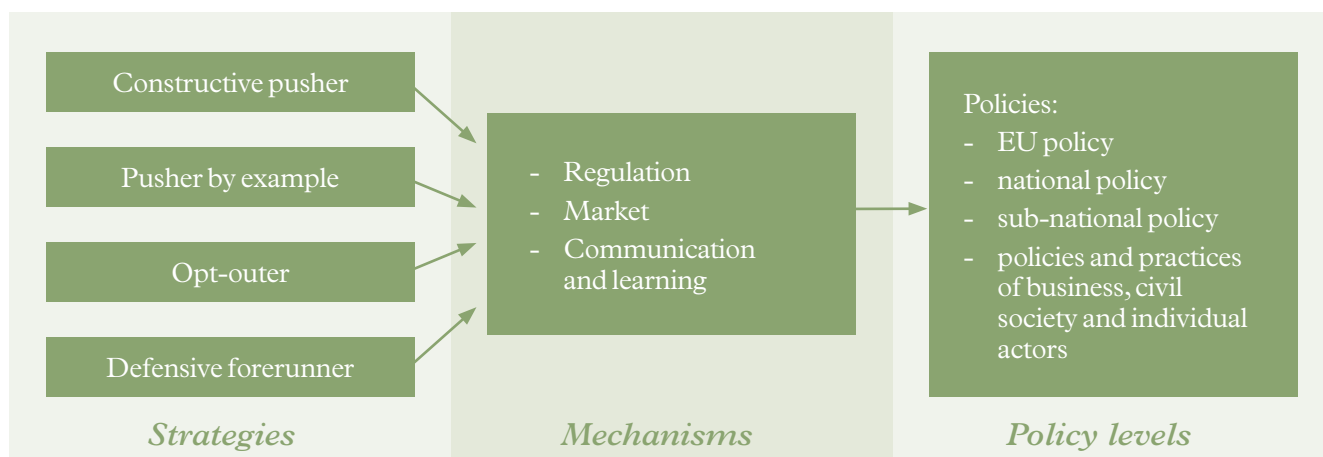 Constructive pusher
Pusher by example
Opt-outer
Defensive forerunner
Strategies
- Regulation
- Market
- Communication
and learning
Mechanisms
Policies:
- EU policy
- national policy
- sub-national policy
- policies and practices
of business, civil
society and individual
actors
Policy levels